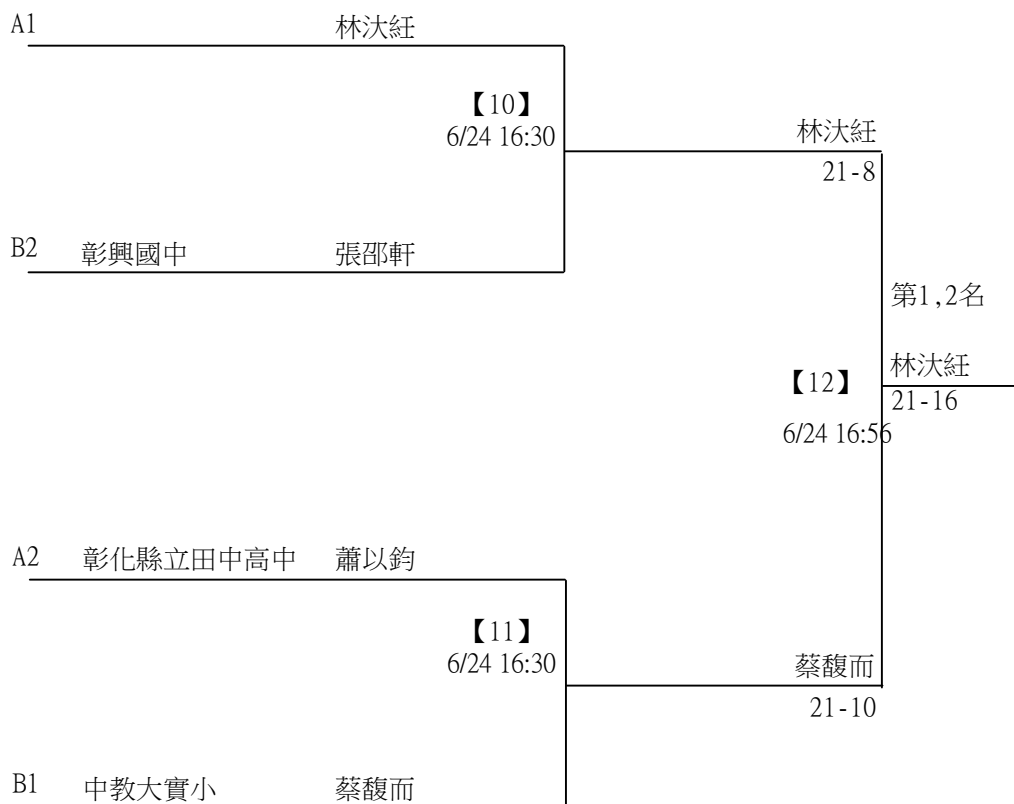 A1 林汏紝
【10】
6/24 16:30
林汏紝
21-8
B2 彰興國中 張邵軒
第1,2名
【12】
林汏紝
21-16
6/24 16:56
A2 彰化縣立田中高中 蕭以鈞
【11】
6/24 16:30
蔡馥而
21-10
B1 中教大實小 蔡馥而